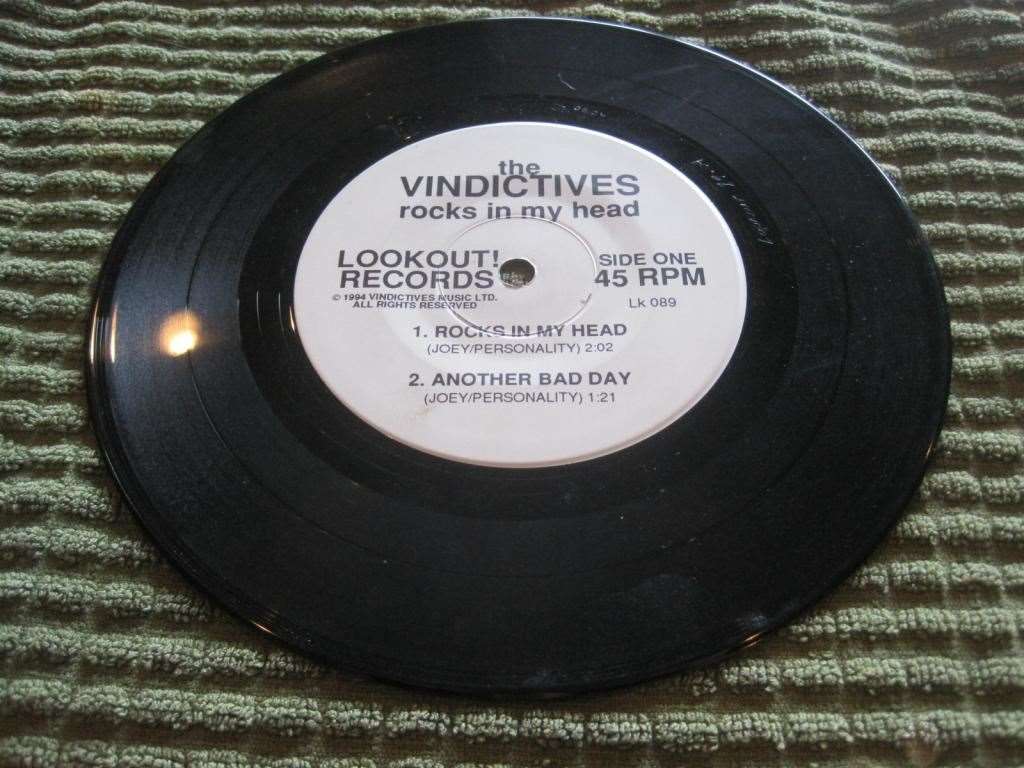 the
VINDICTIVES
rocks in my head
LOOKOUT!
RECORDS
© 1994 VINDICTIVES MUSIC LTD.
ALL RIGHTS RESERVED
SIDE ONE
45 RPM
Lk 089
1. ROCKS IN MY HEAD
(JOEY/PERSONALITY) 2:02
2. ANOTHER BAD DAY
(JOEY/PERSONALITY) 1:21